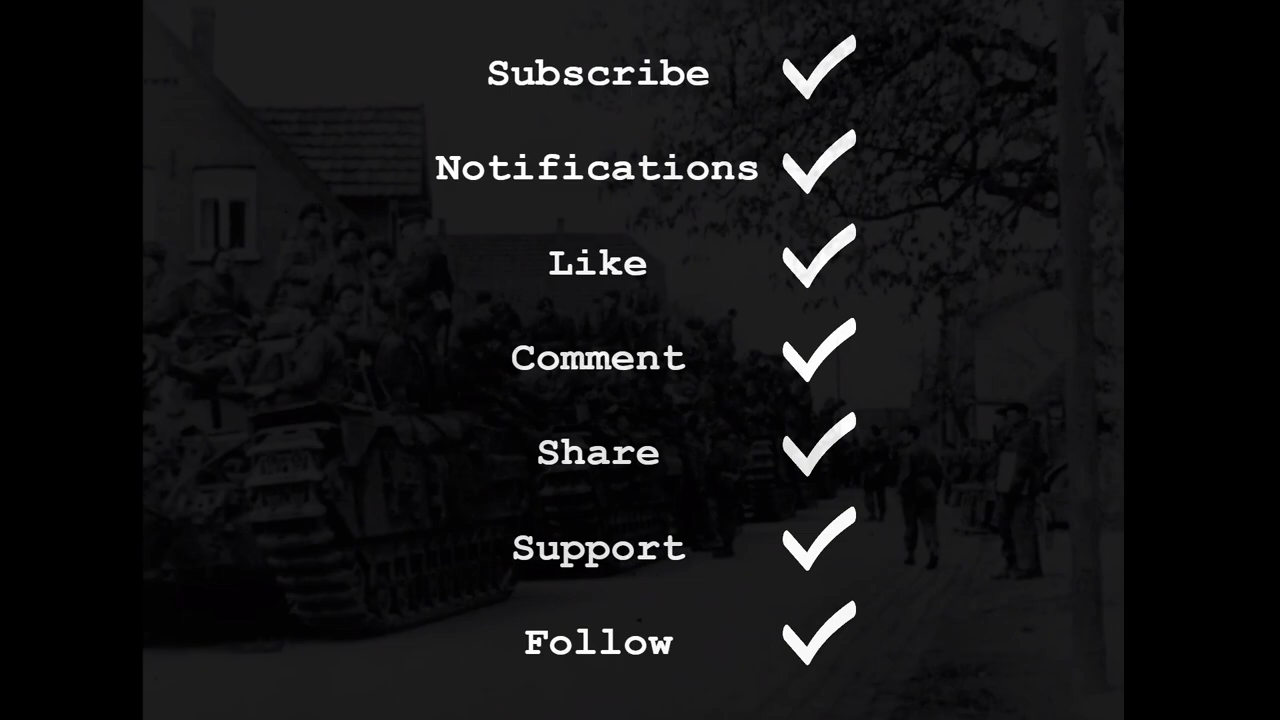 Subscribe
Notifications
Like
Comment
Share
Support
Follow